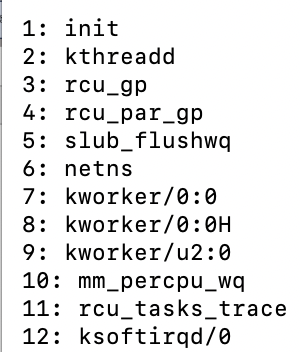 1: init
2: kthreadd
3: rcu_gp
4: rcu_par_gp
5: slub_flushwq
6: netns
7: kworker/0:0
8: kworker/0:0H
9: kworker/u2:0
10: mm_percpu_wq
11: rcu_tasks_trace
12: ksoftirqd/0